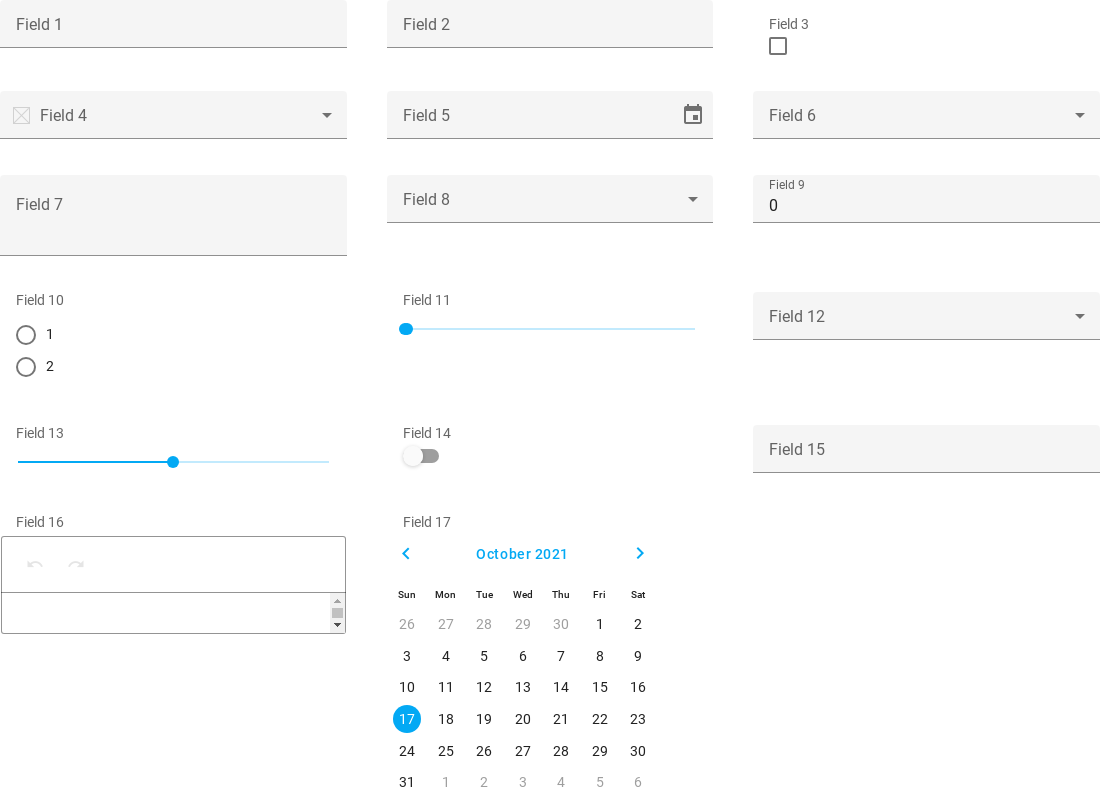 Field 1
Field 2
Field 3
Field 4
Field 5
Field 6
Field 7
Field 8
Field 9
0
Field 10
1
2
Field 11
Field 12
Field 13
Field 14
Field 15
Field 16
Field 17
October 2021
Sun Mon Tue Wed Thu Fri Sat
26 27 28 29 30 1 2
3 4 5 6 7 8 9
10 11 12 13 14 15 16
17 18 19 20 21 22 23
24 25 26 27 28 29 30
31 1 2 3 4 5 6